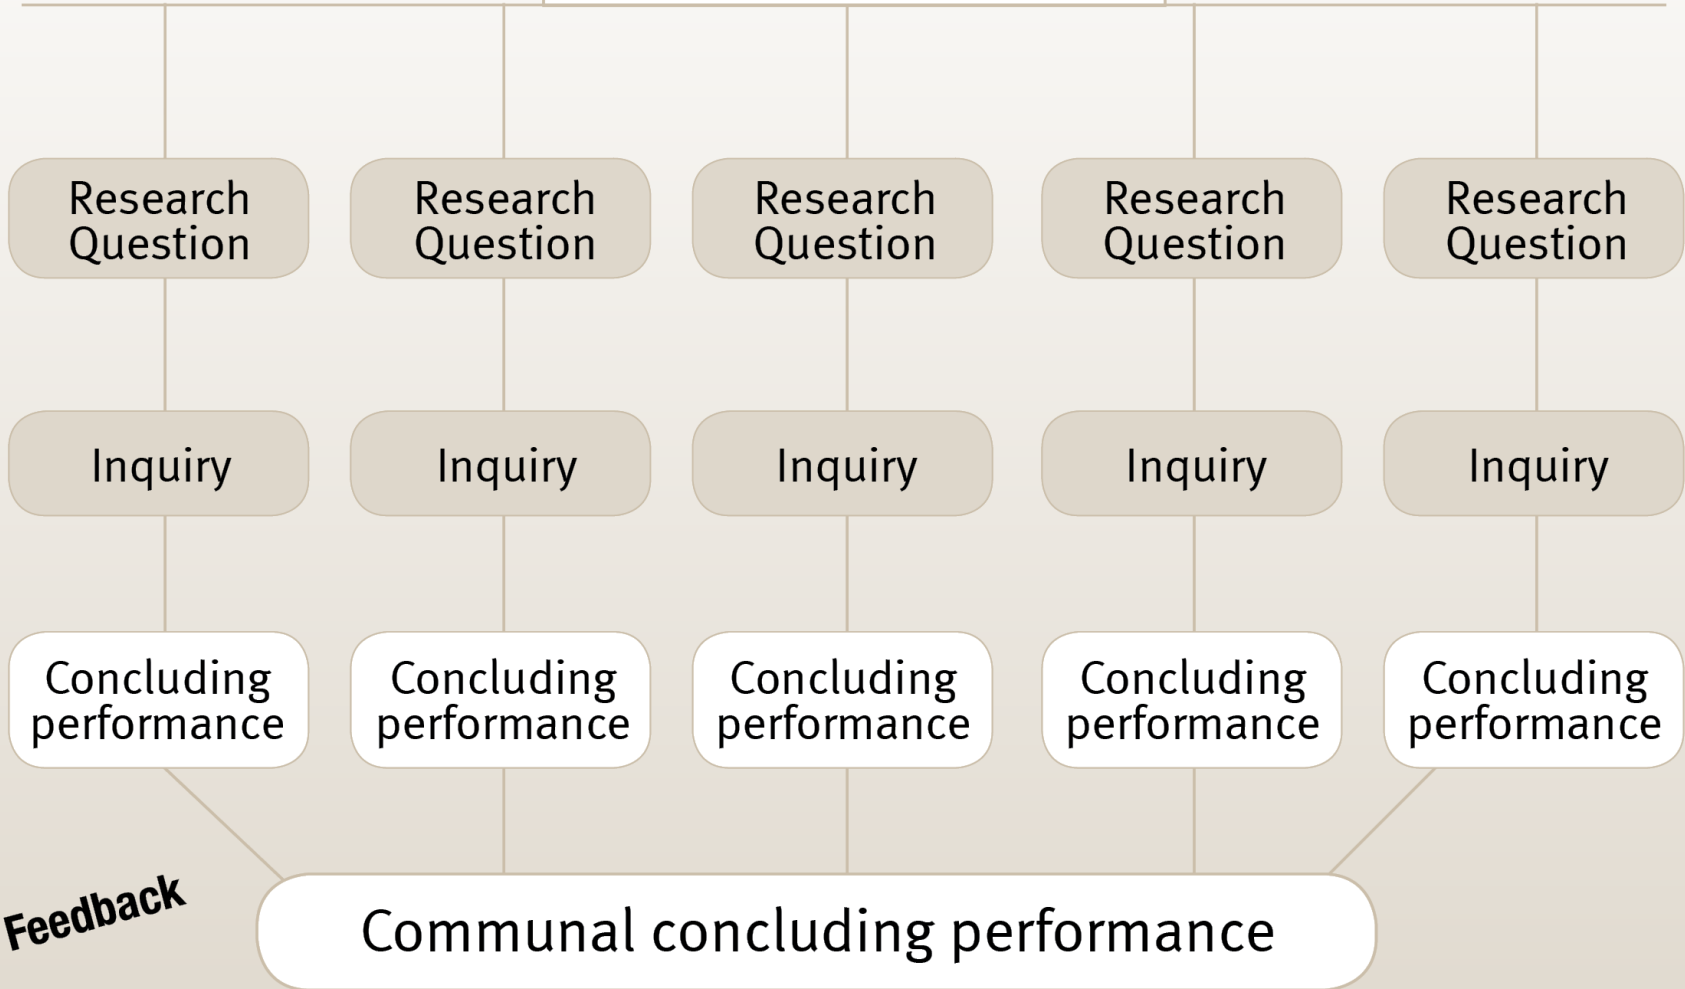 Research
Question
Research
Question
Research
Question
Research
Question
Research
Question
Inquiry
Inquiry
Inquiry
Inquiry
Inquiry
Concluding
performance
Concluding
performance
Concluding
performance
Concluding
performance
Concluding
performance
Feedback
Communal concluding performance